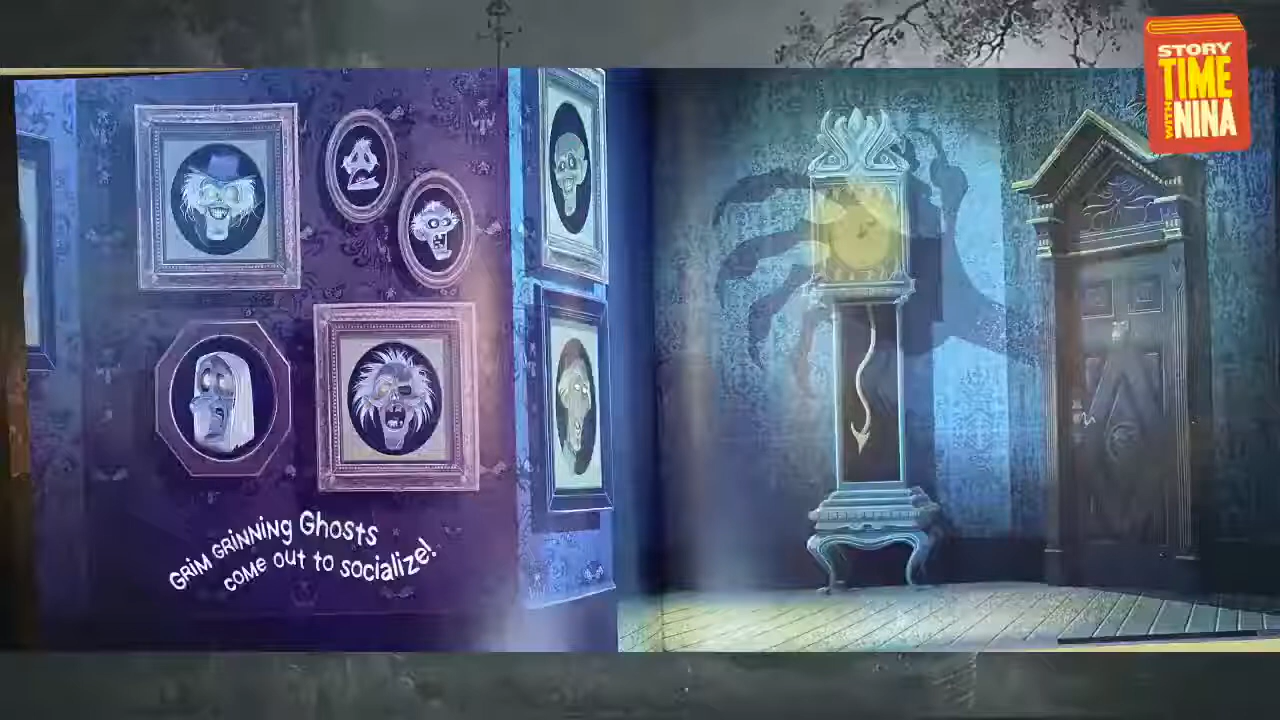 STORY
TIME
WITH
NINA
GRIM GRINNING GHOSTS
COME OUT TO SOCIALIZE!